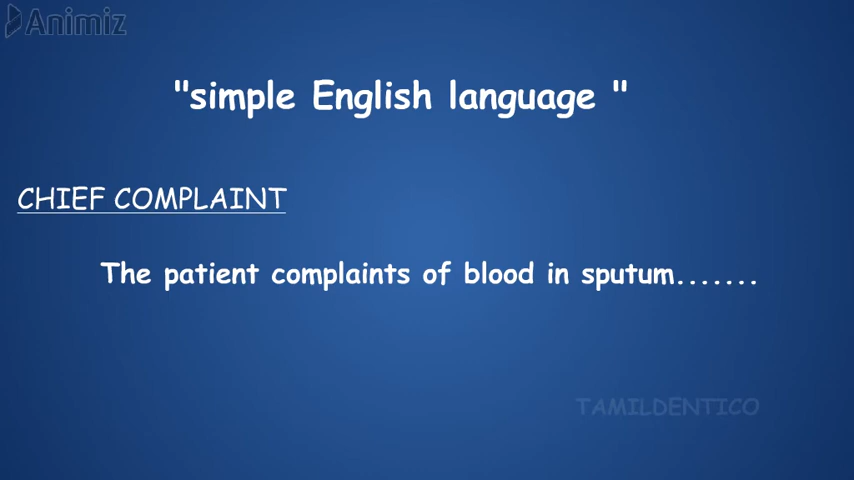 Animiz
"simple English language "
CHIEF COMPLAINT
The patient complaints of blood in sputum.......
TAMILDENTICO